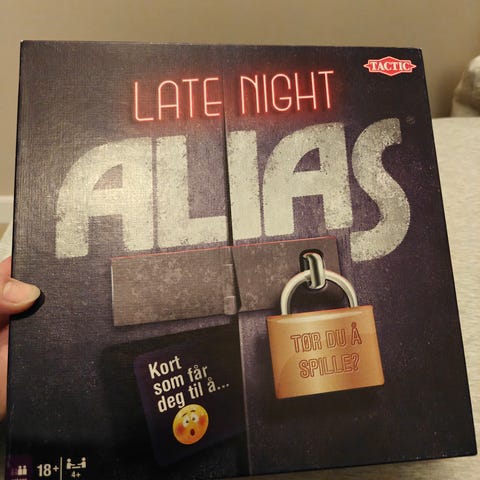 TACTIC
LATE NIGHT
ALIAS®
TØR DU Å
SPILLE?
Kort
som får
deg til å...
18+
4+